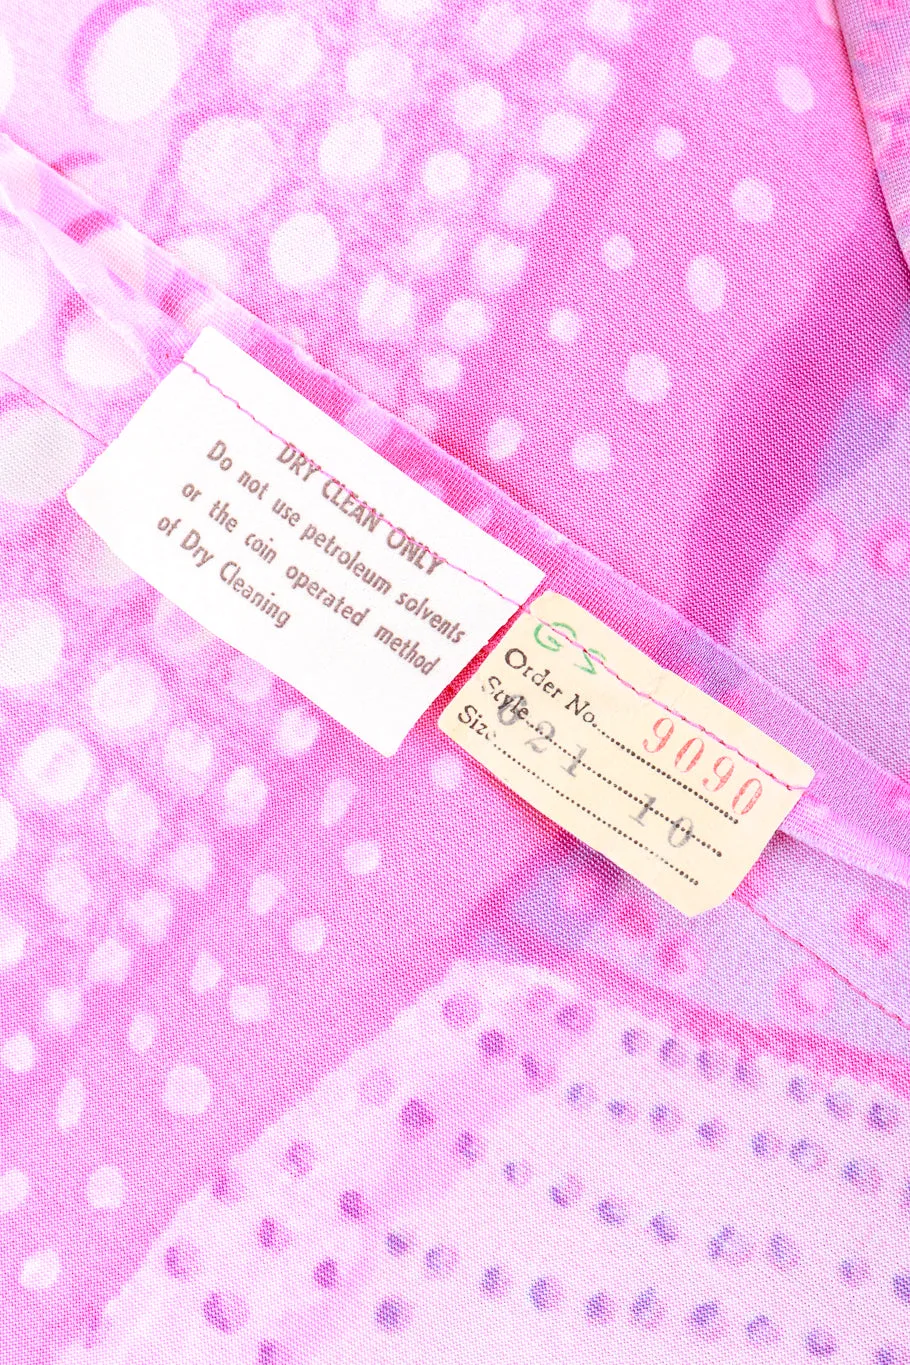 DRY CLEAN ONLY
Do not use petroleum solvents
or the coin operated method
of Dry Cleaning
GS
Order No. 9090
Style 621
Size 10